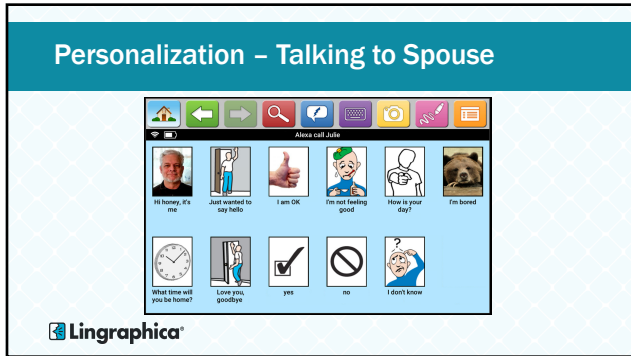 Personalization – Talking to Spouse
Alexa call Julie
Hi honey, it's
me
Just wanted to
say hello
I am OK
I'm not feeling
good
How is your
day?
I'm bored
What time will
you be home?
Love you,
goodbye
yes
no
?
I don't know
Lingraphica®